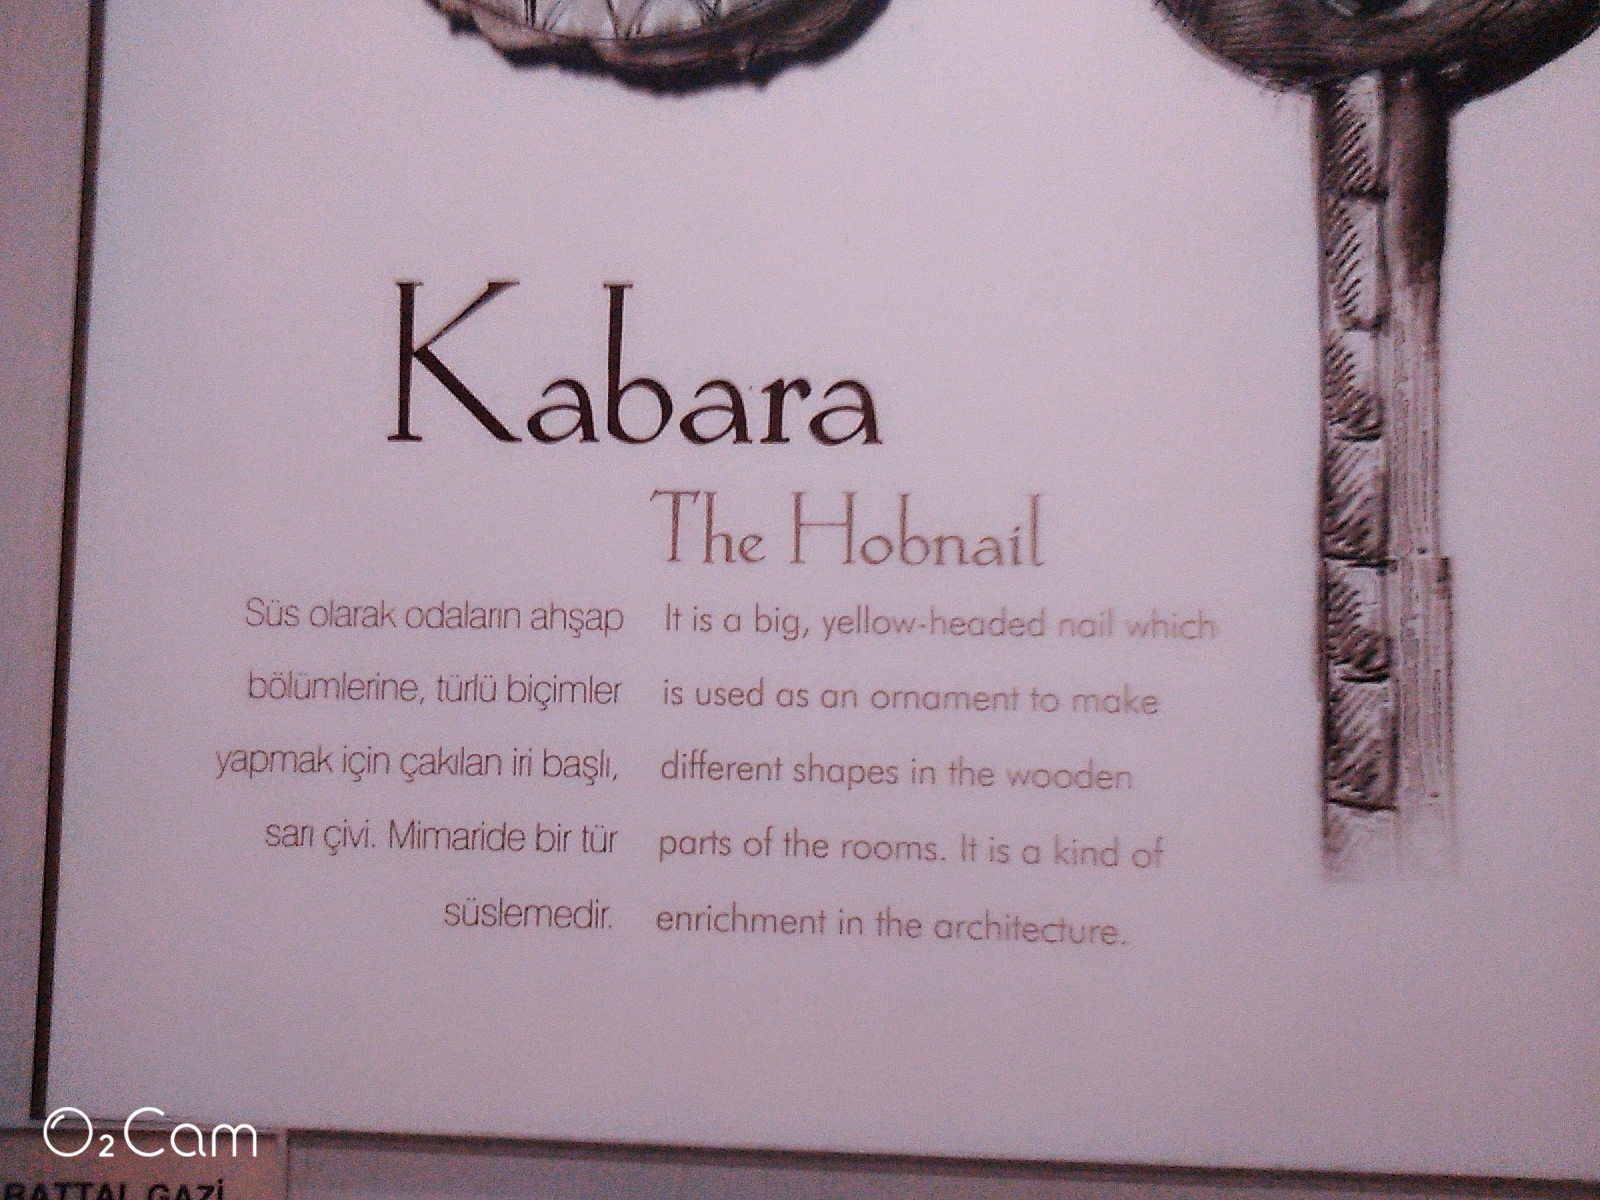 Kabara
The Hobnail
Süs olarak odaların ahşap
bölümlerine, türlü biçimler
yapmak için çakılan iri başlı,
sarı çivi. Mimaride bir tür
süslemedir.
It is a big, yellow-headed nail which
is used as an ornament to make
different shapes in the wooden
parts of the rooms. It is a kind of
enrichment in the architecture.
O₂Cam
BATTAL GAZİ